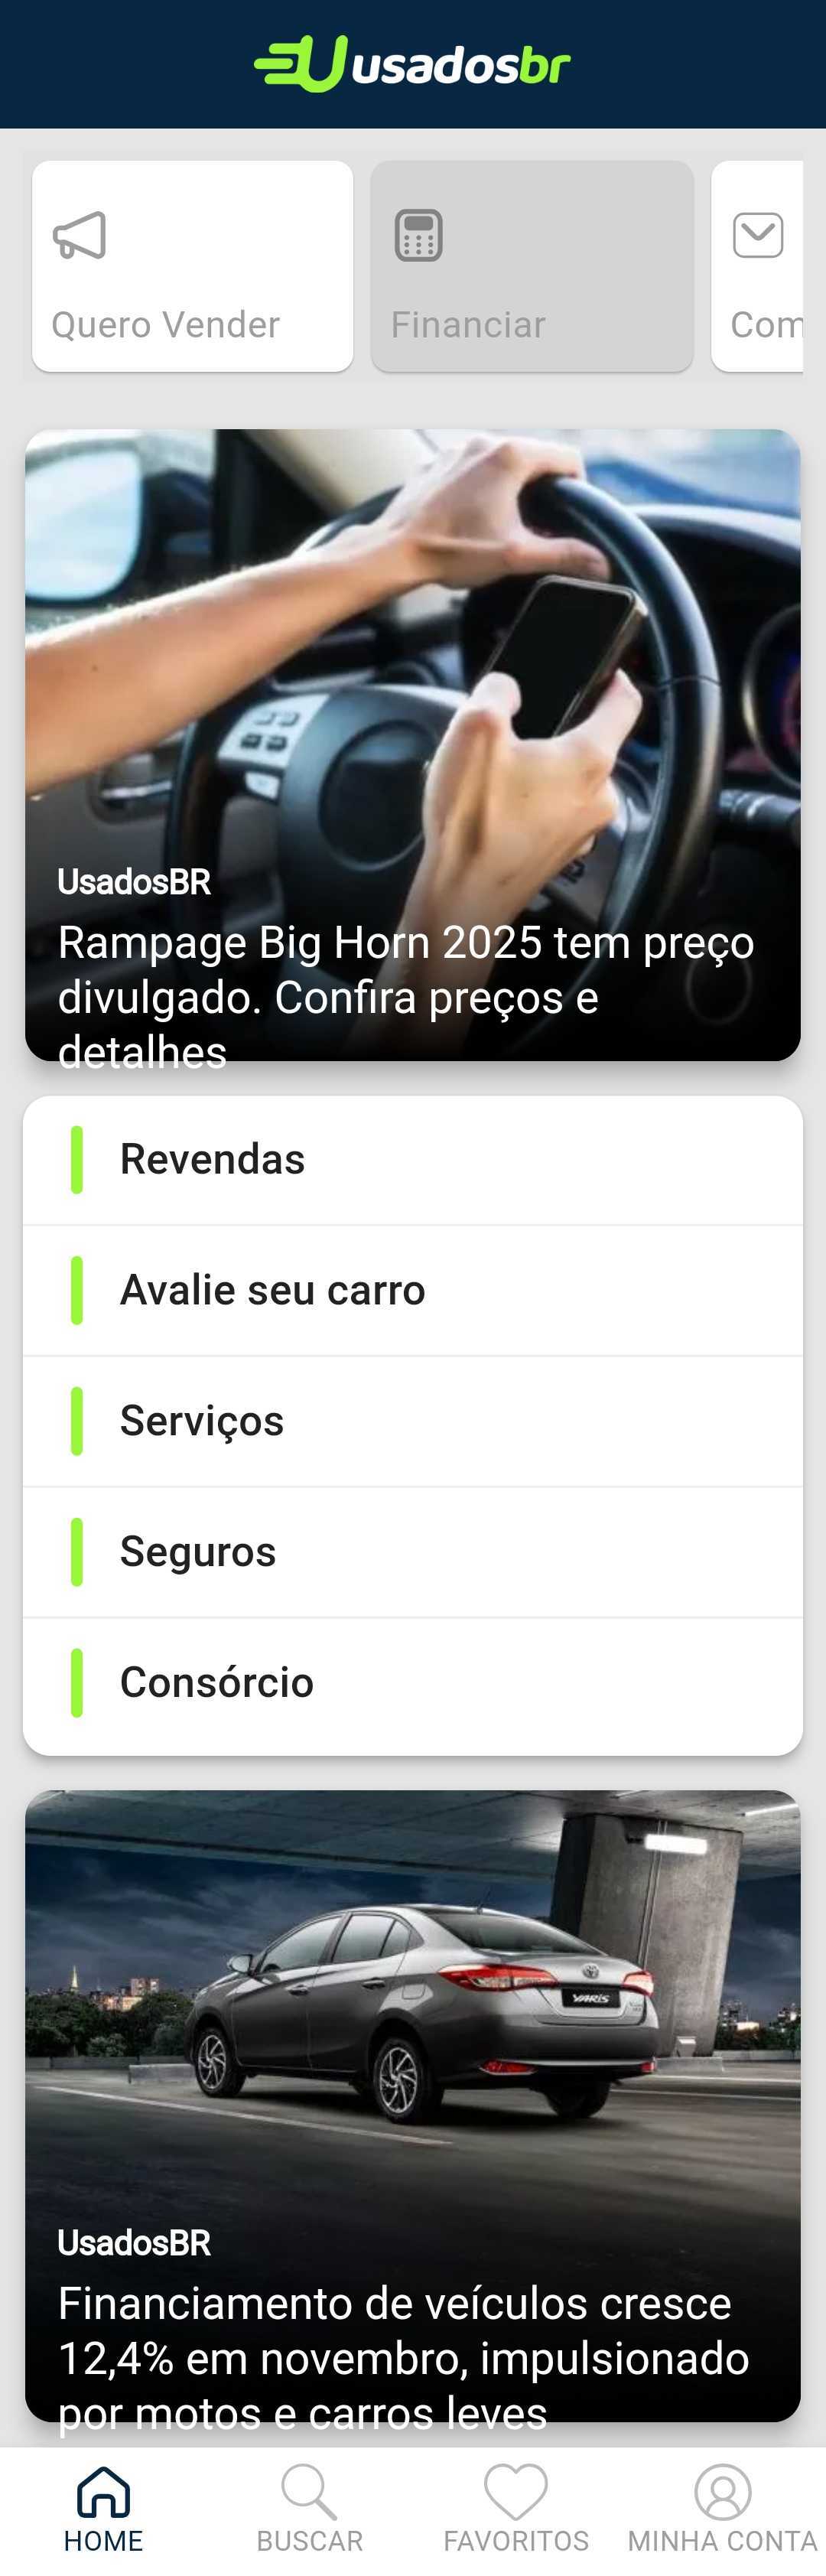 usadosbr
Quero Vender
Financiar
Com
UsadosBR
Rampage Big Horn 2025 tem preço
divulgado. Confira preços e
detalhes
Revendas
Avalie seu carro
Serviços
Seguros
Consórcio
YARIS
UsadosBR
Financiamento de veículos cresce
12,4% em novembro, impulsionado
por motos e carros leves
HOME
BUSCAR
FAVORITOS
MINHA CONTA